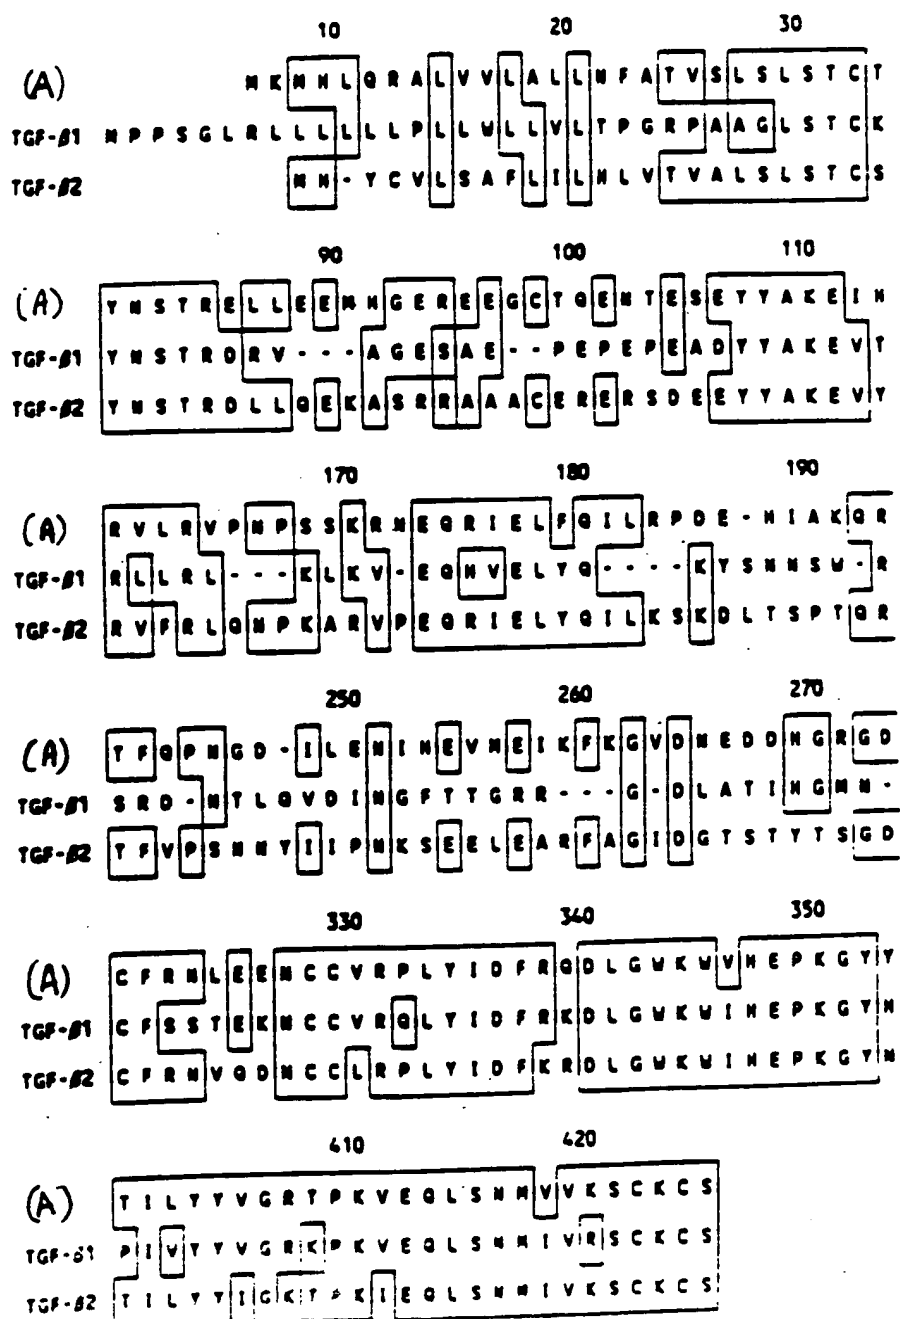 10 20 30
(A) M K M H L Q R A L V V L A L L N F A T V S L S L S T C T
TGF-β1 M P P S G L R L L L L L L P L L W L L V L T P G R P A A G L S T C K
TGF-β2 M H - Y C V L S A F L I L H L V T V A L S L S T C S
90 100 110
(A) Y N S T R E L L E E M H G E R E E G C T Q E N T E S E Y Y A K E I H
TGF-β1 Y N S T R D R V - - - A G E S A E - - P E P E P E A D Y Y A K E V T
TGF-β2 Y N S T R D L L Q E K A S R R A A A C E R E R S D E E Y Y A K E V Y
170 180 190
(A) R V L R V P N P S S K R N E Q R I E L F Q I L R P D E - H I A K Q R
TGF-β1 R L L R L - - - K L K V - E Q H V E L Y Q - - - - K Y S N N S W - R
TGF-β2 R V F R L Q N P K A R V P E Q R I E L Y Q I L K S K D L T S P T Q R
250 260 270
(A) T F Q P N G D - I L E N I H E V M E I K F K G V D N E D D H G R G D
TGF-β1 S R D - N T L Q V D I N G F T T G R R - - - G - D L A T I H G M N -
TGF-β2 T F V P S N N Y I I P N K S E E L E A R F A G I D G T S T Y T S G D
330 340 350
(A) C F R N L E E N C C V R P L Y I D F R Q D L G W K W V H E P K G Y Y
TGF-β1 C F S S T E K N C C V R Q L Y I D F R K D L G W K W I H E P K G Y H
TGF-β2 C F R N V Q D N C C L R P L Y I D F K R D L G W K W I H E P K G Y N
410 420
(A) T I L Y Y V G R T P K V E Q L S N M V V K S C K C S
TGF-β1 P I V Y Y V G R K P K V E Q L S N M I V R S C K C S
TGF-β2 T I L Y Y I G K T P K I E Q L S N M I V K S C K C S